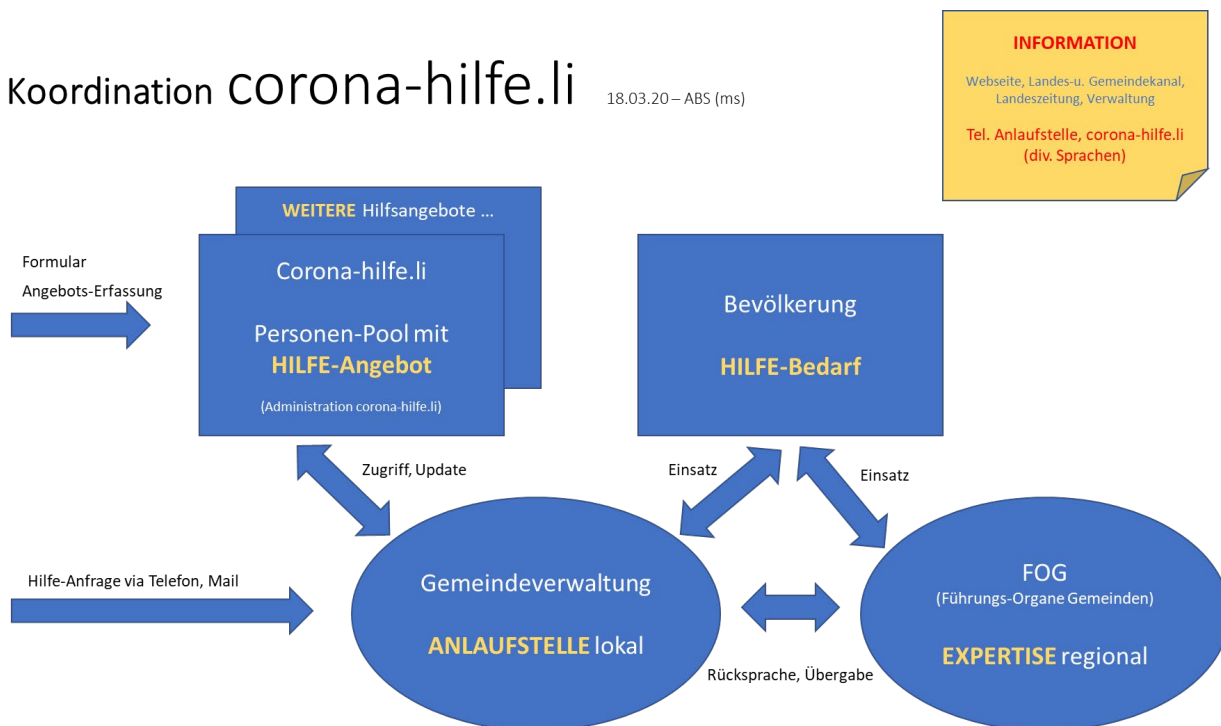 Koordination corona-hilfe.li 18.03.20 – ABS (ms)
INFORMATION
Webseite, Landes-u. Gemeindekanal,
Landeszeitung, Verwaltung
Tel. Anlaufstelle, corona-hilfe.li
(div. Sprachen)
WEITERE Hilfsangebote ...
Formular
Angebots-Erfassung
Corona-hilfe.li
Personen-Pool mit
HILFE-Angebot
(Administration corona-hilfe.li)
Bevölkerung
HILFE-Bedarf
Zugriff, Update
Einsatz
Einsatz
Hilfe-Anfrage via Telefon, Mail
Gemeindeverwaltung
ANLAUFSTELLE lokal
FOG
(Führungs-Organe Gemeinden)
EXPERTISE regional
Rücksprache, Übergabe